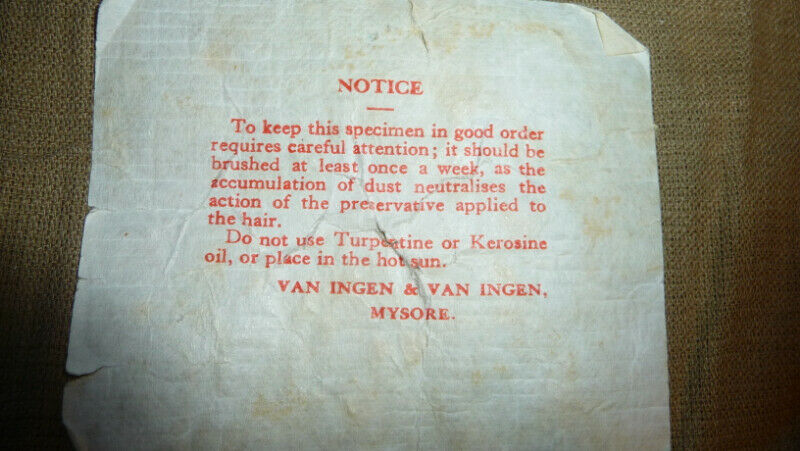 NOTICE
To keep this specimen in good order
requires careful attention; it should be
brushed at least once a week, as the
accumulation of dust neutralises the
action of the preservative applied to
the hair.
Do not use Turpentine or Kerosine
oil, or place in the hot sun.
VAN INGEN & VAN INGEN,
MYSORE.